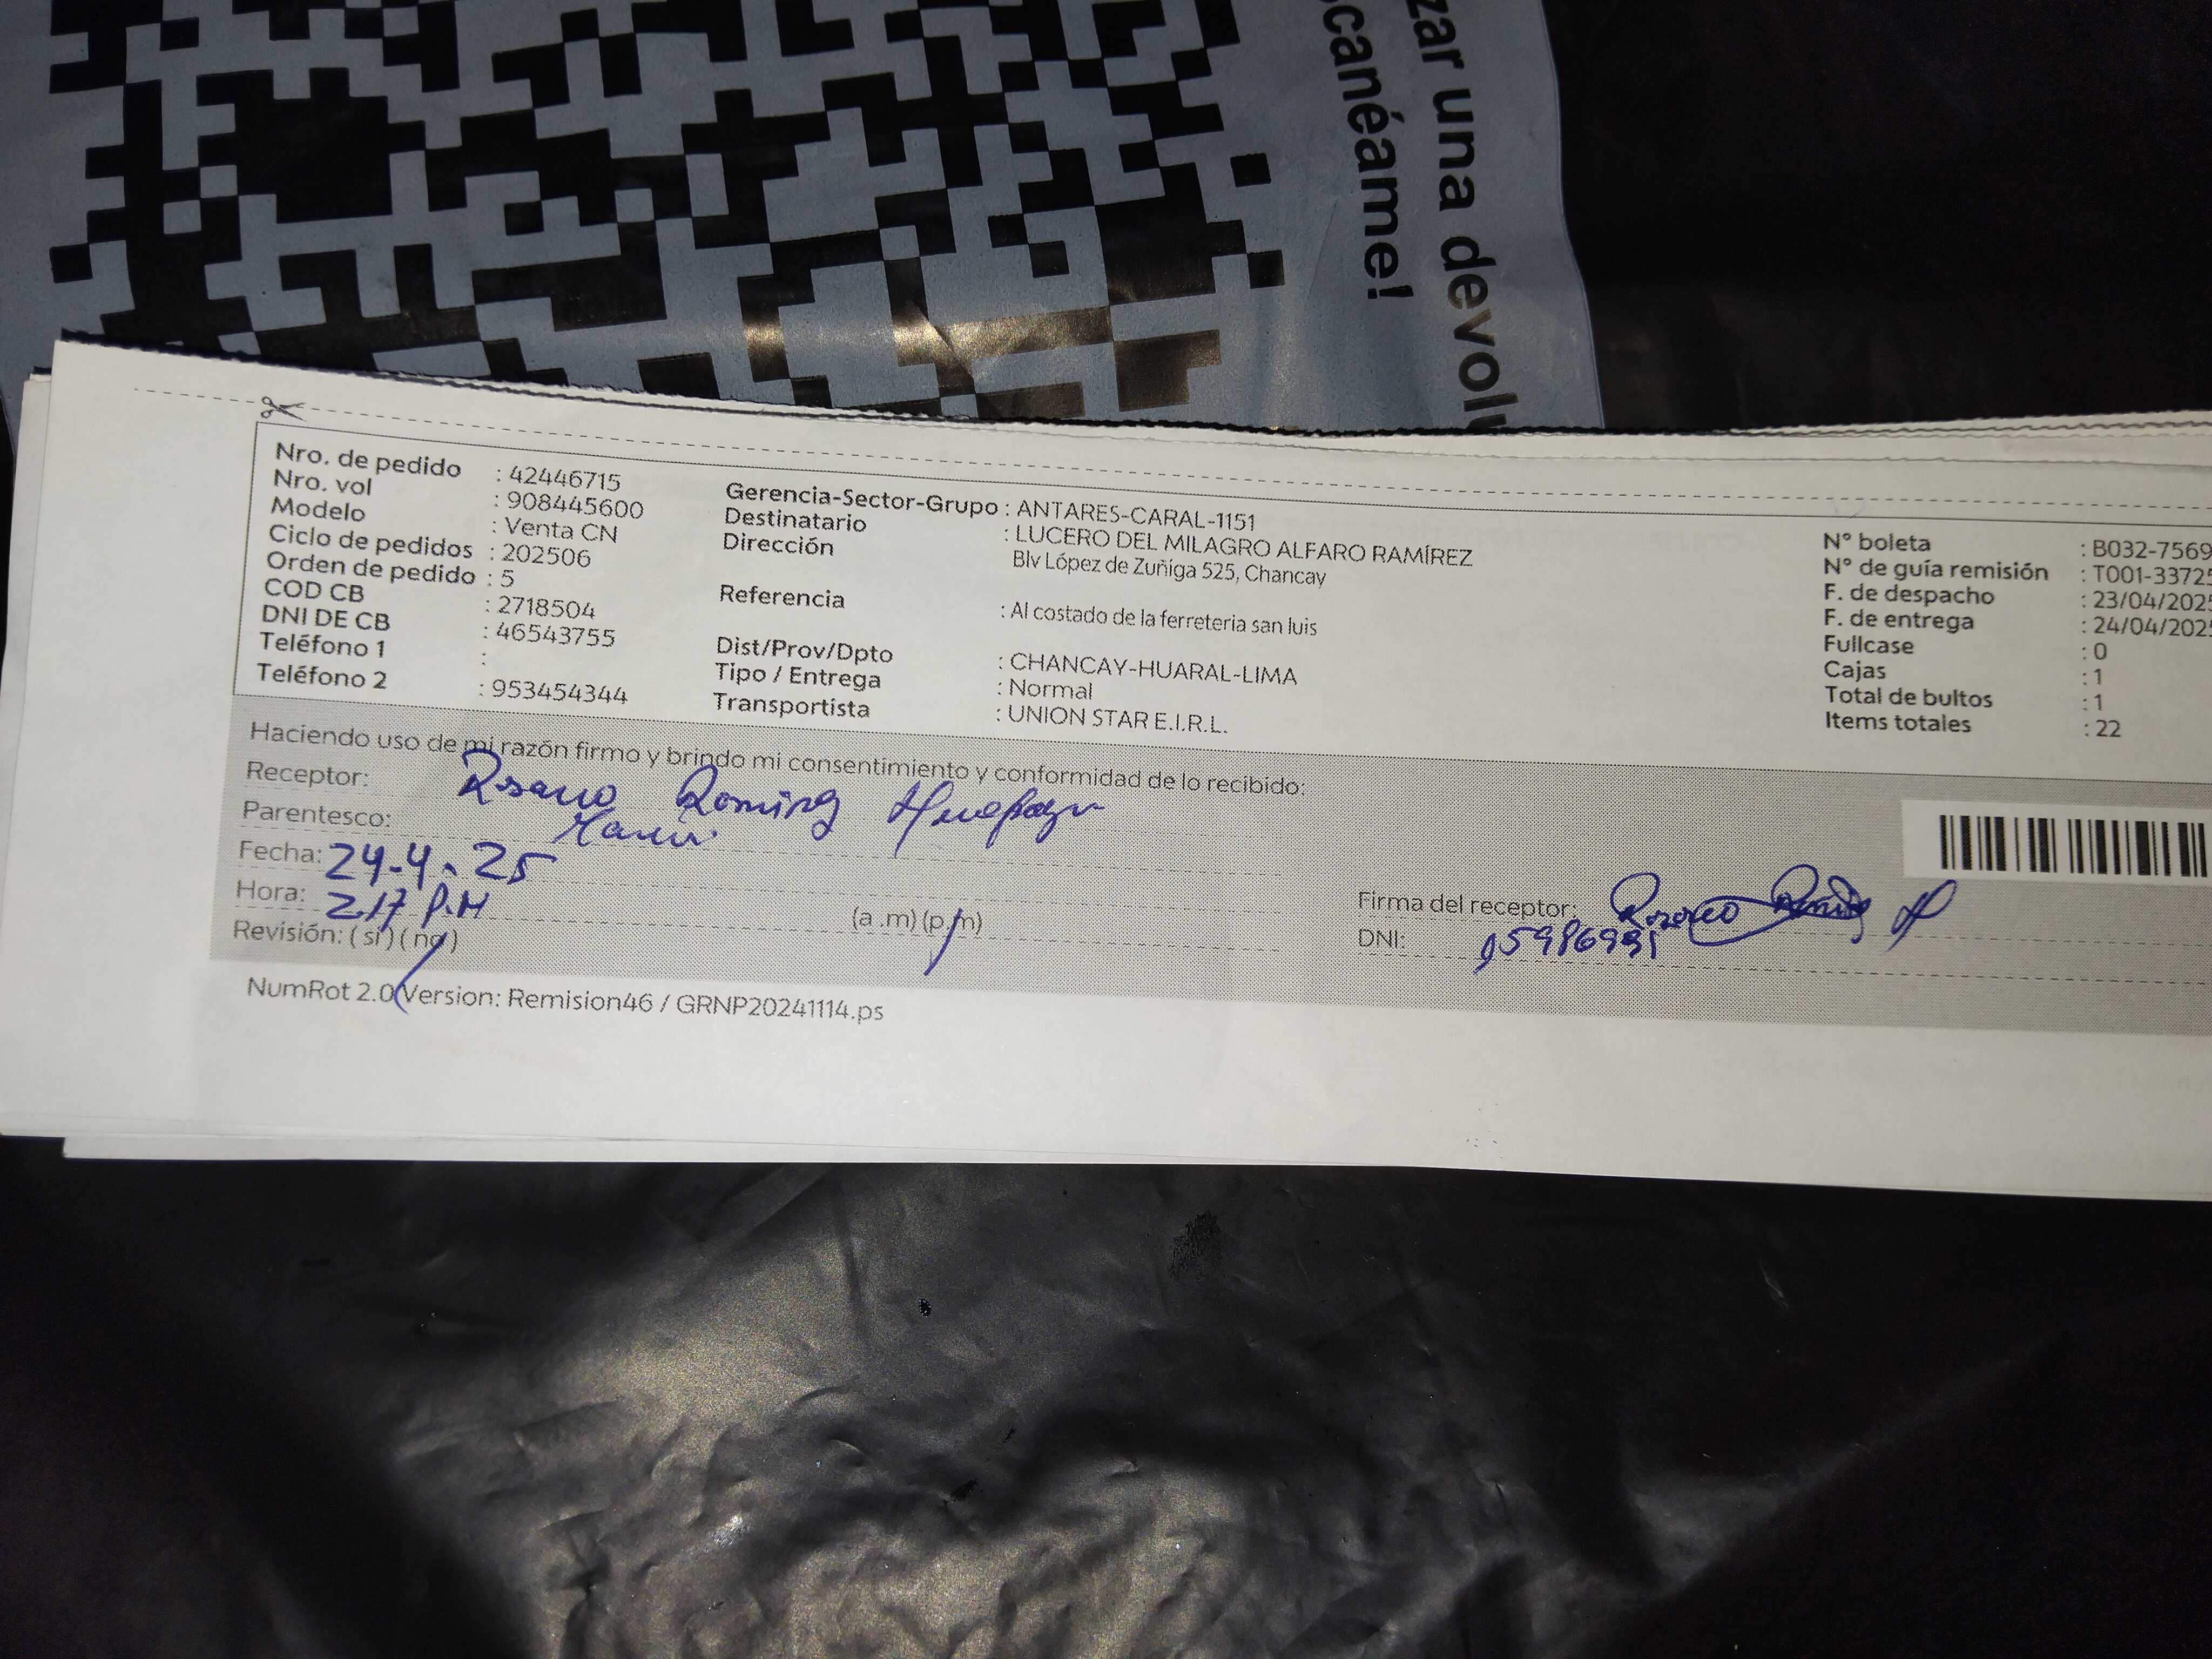 zar una devolu
scanéame!
Nro. de pedido : 42446715
Nro. vol : 908445600
Modelo : Venta CN
Ciclo de pedidos : 202506
Orden de pedido : 5
COD CB : 2718504
DNI DE CB : 46543755
Teléfono 1 :
Teléfono 2 : 953454344
Gerencia-Sector-Grupo : ANTARES-CARAL-1151
Destinatario : LUCERO DEL MILAGRO ALFARO RAMÍREZ
Dirección Blv López de Zuñiga 525, Chancay
Referencia : Al costado de la ferreteria san luis
Dist/Prov/Dpto : CHANCAY-HUARAL-LIMA
Tipo / Entrega : Normal
Transportista : UNION STAR E.I.R.L.
N° boleta : B032-7569
N° de guía remisión : T001-33725
F. de despacho : 23/04/2025
F. de entrega : 24/04/2025
Fullcase : 0
Cajas : 1
Total de bultos : 1
Items totales : 22
Haciendo uso de mi razón firmo y brindo mi consentimiento y conformidad de lo recibido:
Receptor:
Parentesco:
Fecha: 24-4-25
Hora: 2.17 P.M (a .m) (p.m)
Revisión: ( si ) ( no )
Firma del receptor:
DNI:
NumRot 2.0 Version: Remision46 / GRNP20241114.ps